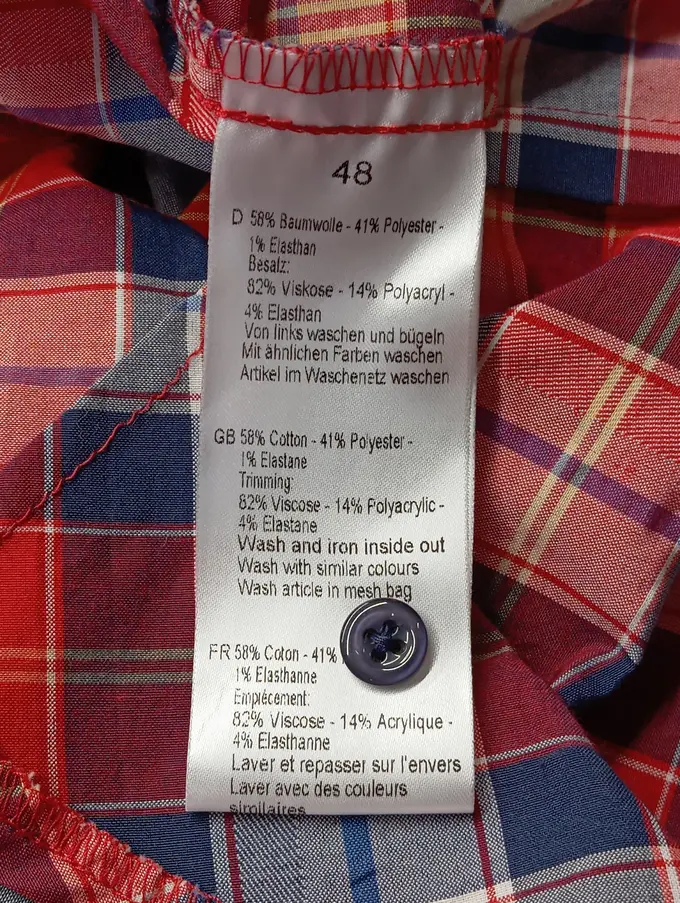 48
D 58% Baumwolle - 41% Polyester -
1% Elasthan
Besatz:
82% Viskose - 14% Polyacryl -
4% Elasthan
Von links waschen und bügeln
Mit ähnlichen Farben waschen
Artikel im Waschenetz waschen
GB 58% Cotton - 41% Polyester -
1% Elastane
Trimming:
82% Viscose - 14% Polyacrylic -
4% Elastane
Wash and iron inside out
Wash with similar colours
Wash article in mesh bag
FR 58% Coton - 41%
1% Elasthanne
Empiècement:
82% Viscose - 14% Acrylique -
4% Elasthanne
Laver et repasser sur l'envers
Laver avec des couleurs
similaires